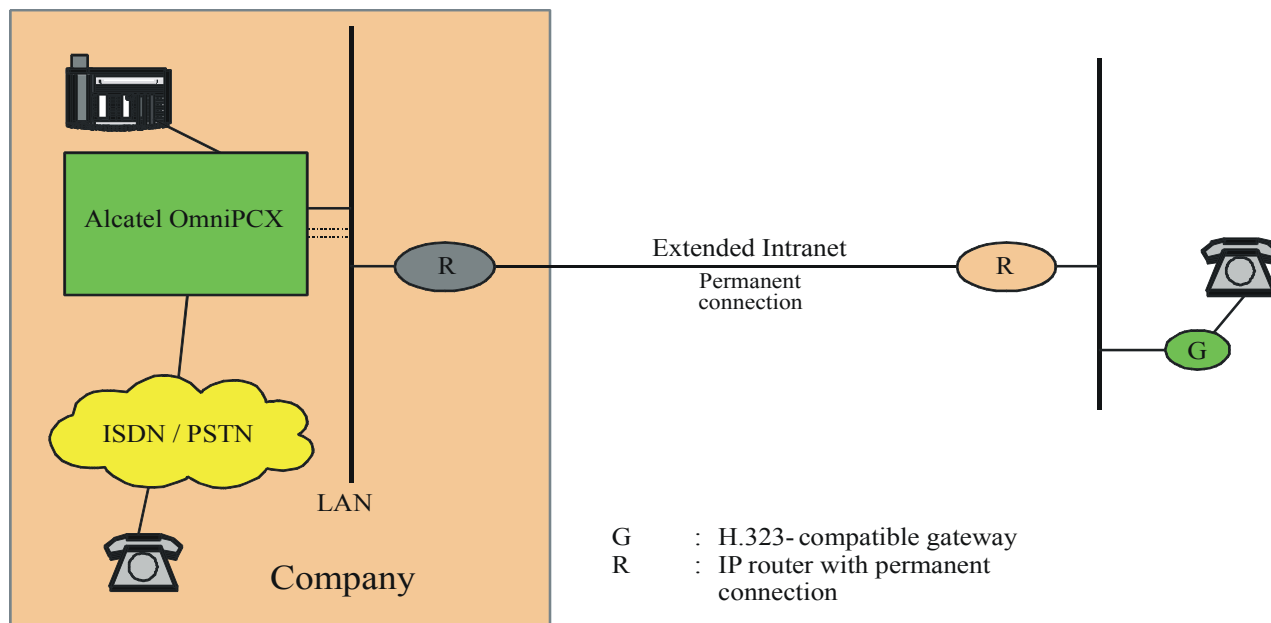 Alcatel OmniPCX
R
Extended Intranet
Permanent
connection
R
G
ISDN / PSTN
LAN
Company
G : H.323- compatible gateway
R : IP router with permanent
connection